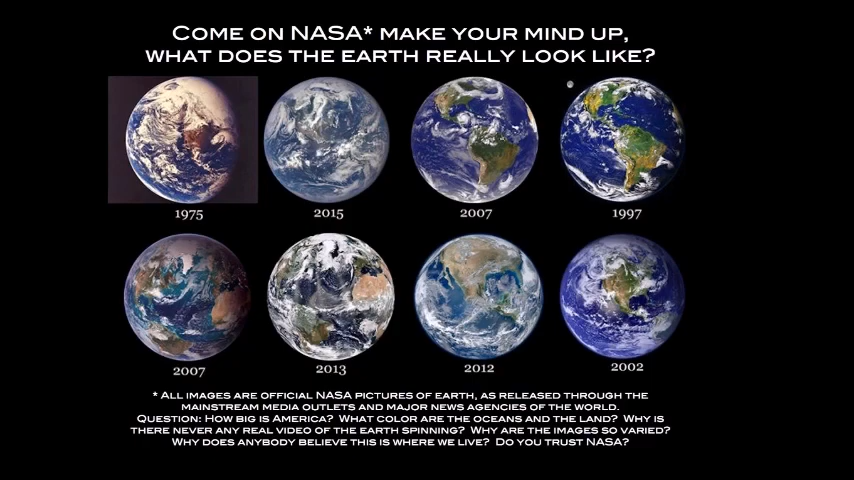 COME ON NASA* MAKE YOUR MIND UP,
WHAT DOES THE EARTH REALLY LOOK LIKE?
1975
2015
2007
1997
2007
2013
2012
2002
* ALL IMAGES ARE OFFICIAL NASA PICTURES OF EARTH, AS RELEASED THROUGH THE
MAINSTREAM MEDIA OUTLETS AND MAJOR NEWS AGENCIES OF THE WORLD.
QUESTION: HOW BIG IS AMERICA? WHAT COLOR ARE THE OCEANS AND THE LAND? WHY IS
THERE NEVER ANY REAL VIDEO OF THE EARTH SPINNING? WHY ARE THE IMAGES SO VARIED?
WHY DOES ANYBODY BELIEVE THIS IS WHERE WE LIVE? DO YOU TRUST NASA?